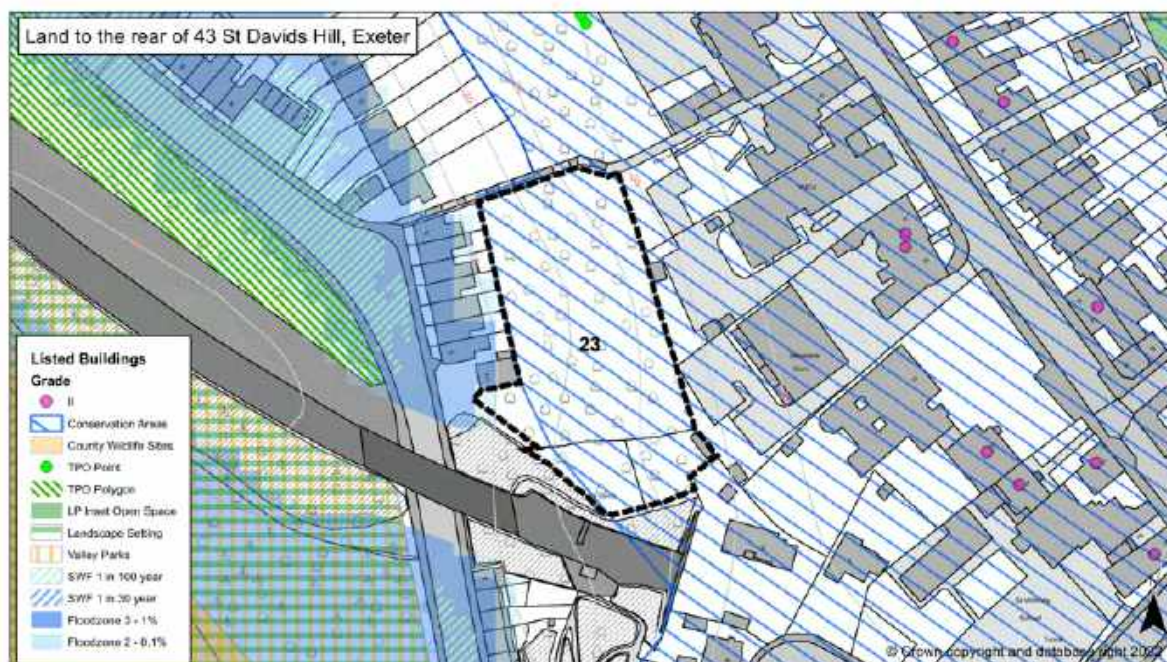 Land to the rear of 43 St Davids Hill, Exeter
23
Listed Buildings
Grade
II
Conservation Areas
County Wildlife Sites
TPO Point
TPO Polygon
LP Inset Open Space
Landscape Setting
Valley Parks
SWF 1 in 100 year
SWF 1 in 30 year
Floodzone 3 - 1%
Floodzone 2 - 0.1%
© Crown copyright and database right 2022